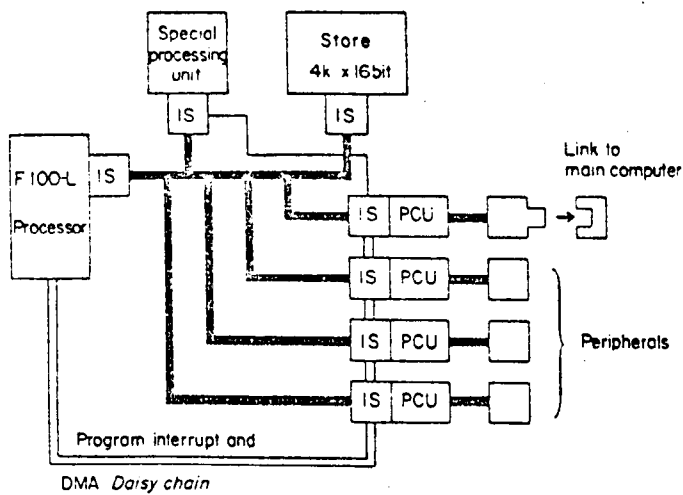 Special
processing
unit
Store
4k x 16bit
IS
IS
F100-L
Processor
IS
Link to
main computer
IS PCU
IS PCU
IS PCU
IS PCU
Peripherals
Program interrupt and
DMA Daisy chain